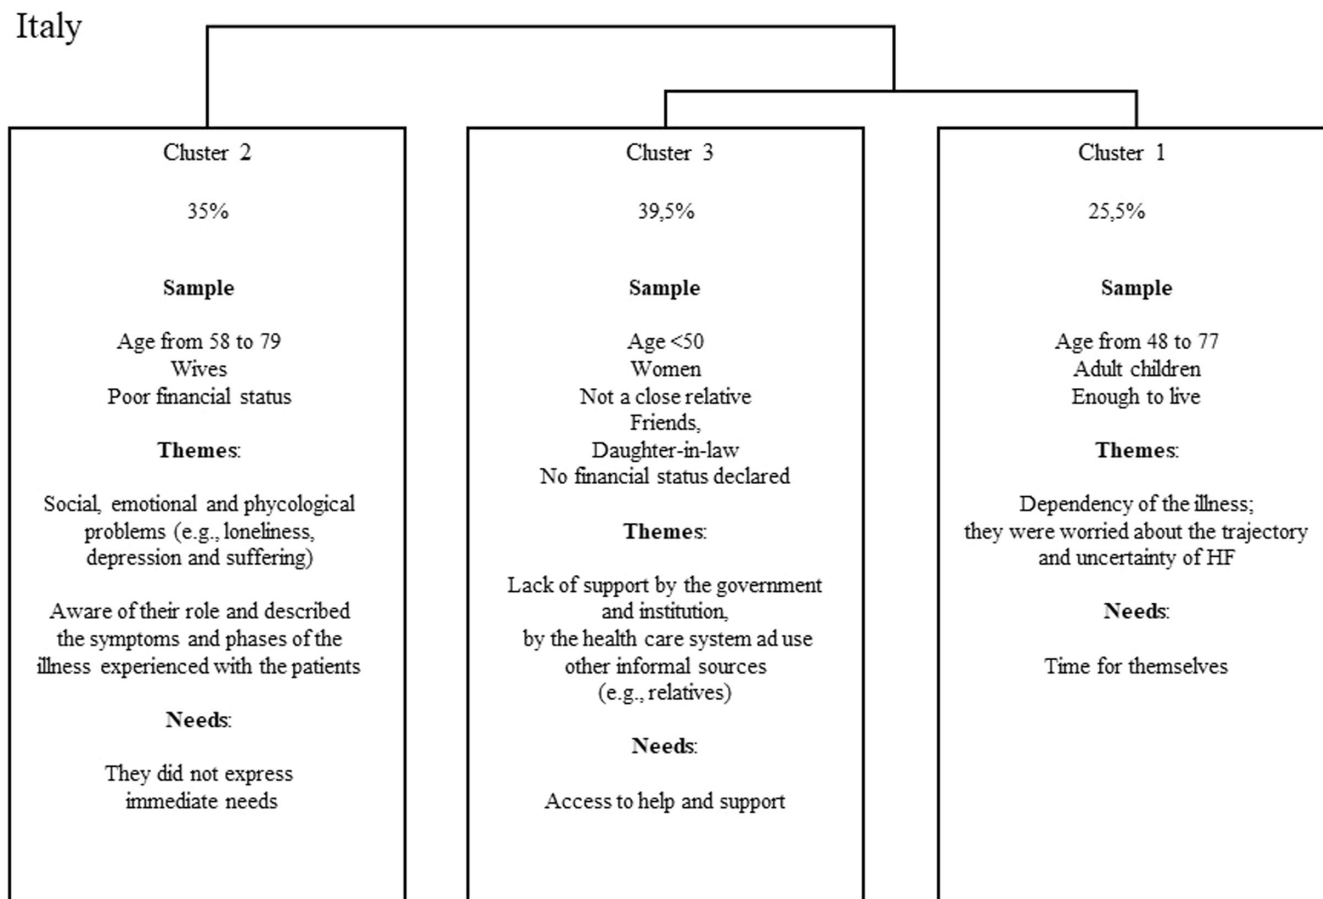 Italy
Cluster 2
35%
Sample
Age from 58 to 79
Wives
Poor financial status
Themes:
Social, emotional and phycological
problems (e.g., loneliness,
depression and suffering)
Aware of their role and described
the symptoms and phases of the
illness experienced with the patients
Needs:
They did not express
immediate needs
Cluster 3
39,5%
Sample
Age <50
Women
Not a close relative
Friends,
Daughter-in-law
No financial status declared
Themes:
Lack of support by the government
and institution,
by the health care system ad use
other informal sources
(e.g., relatives)
Needs:
Access to help and support
Cluster 1
25,5%
Sample
Age from 48 to 77
Adult children
Enough to live
Themes:
Dependency of the illness;
they were worried about the trajectory
and uncertainty of HF
Needs:
Time for themselves